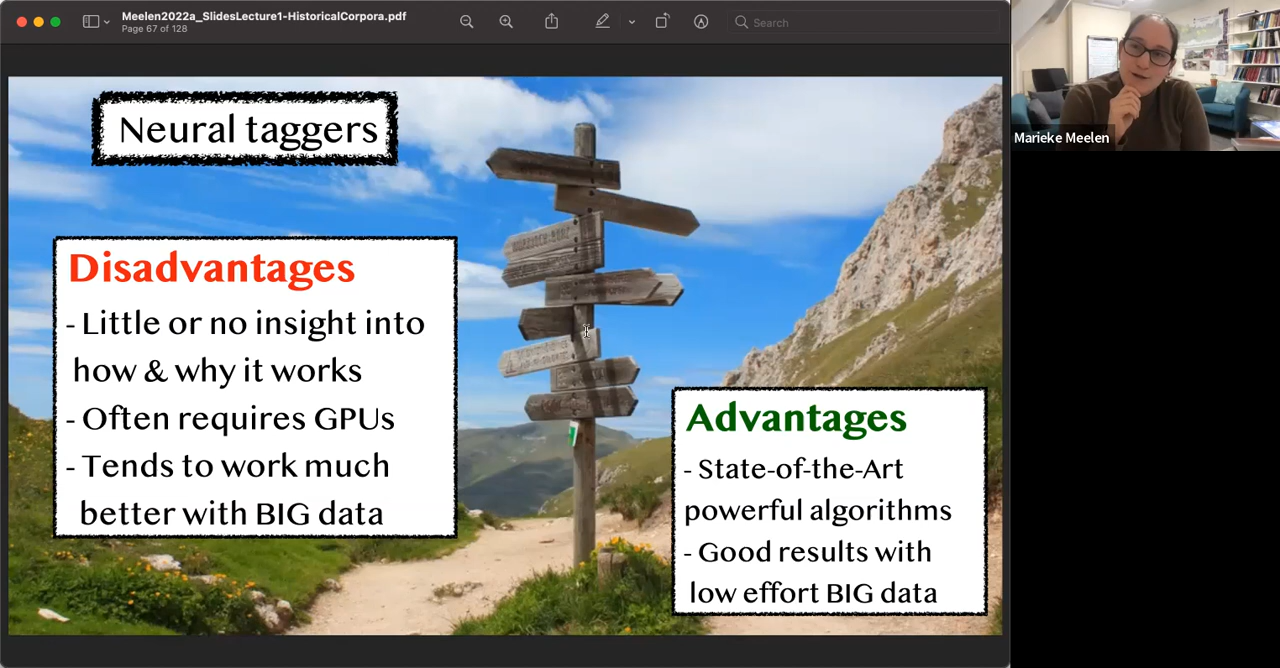 Meelen2022a_SlidesLecture1-HistoricalCorpora.pdf
Page 67 of 128
Search
Marieke Meelen
Neural taggers
Disadvantages
- Little or no insight into
how & why it works
- Often requires GPUs
- Tends to work much
better with BIG data
Advantages
- State-of-the-Art
powerful algorithms
- Good results with
low effort BIG data